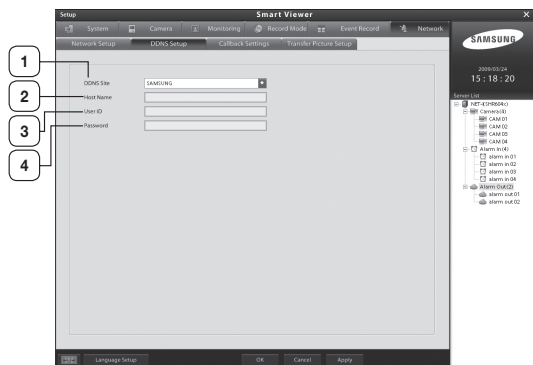 Setup
Smart Viewer
X
System
Camera
Monitoring
Record Mode
Event Record
Network
Network Setup
DDNS Setup
Callback Settings
Transfer Picture Setup
1
DDNS Site
SAMSUNG
2
Host Name
3
User ID
4
Password
Language Setup
OK
Cancel
Apply
SAMSUNG
2009/03/24
15 : 18 : 20
Server List
Camera(4)
CAM 01
CAM 02
CAM 03
CAM 04
Alarm In(4)
alarm in 01
alarm in 02
alarm in 03
alarm in 04
Alarm Out(2)
alarm out 01
alarm out 02